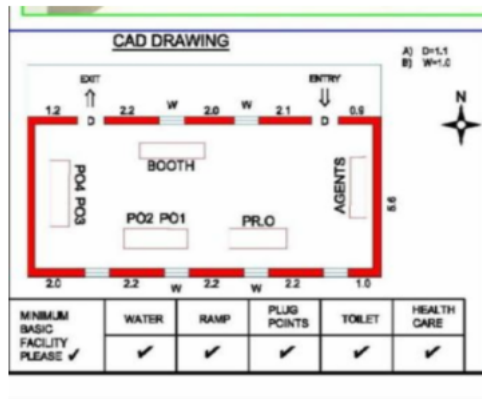 CAD DRAWING
A) D=1.1
B) W=1.0
EXIT
ENTRY
N
1.2
D
2.2
W
2.0
W
2.1
D
0.9
BOOTH
PO4 PO3
AGENTS
5.6
PO2 PO1
PR.O
2.0
2.2
W
2.2
W
2.2
1.0
MINIMUM
BASIC
FACILITY
PLEASE ✓
WATER
RAMP
PLUG
POINTS
TOILET
HEALTH
CARE
✓ ✓ ✓ ✓ ✓